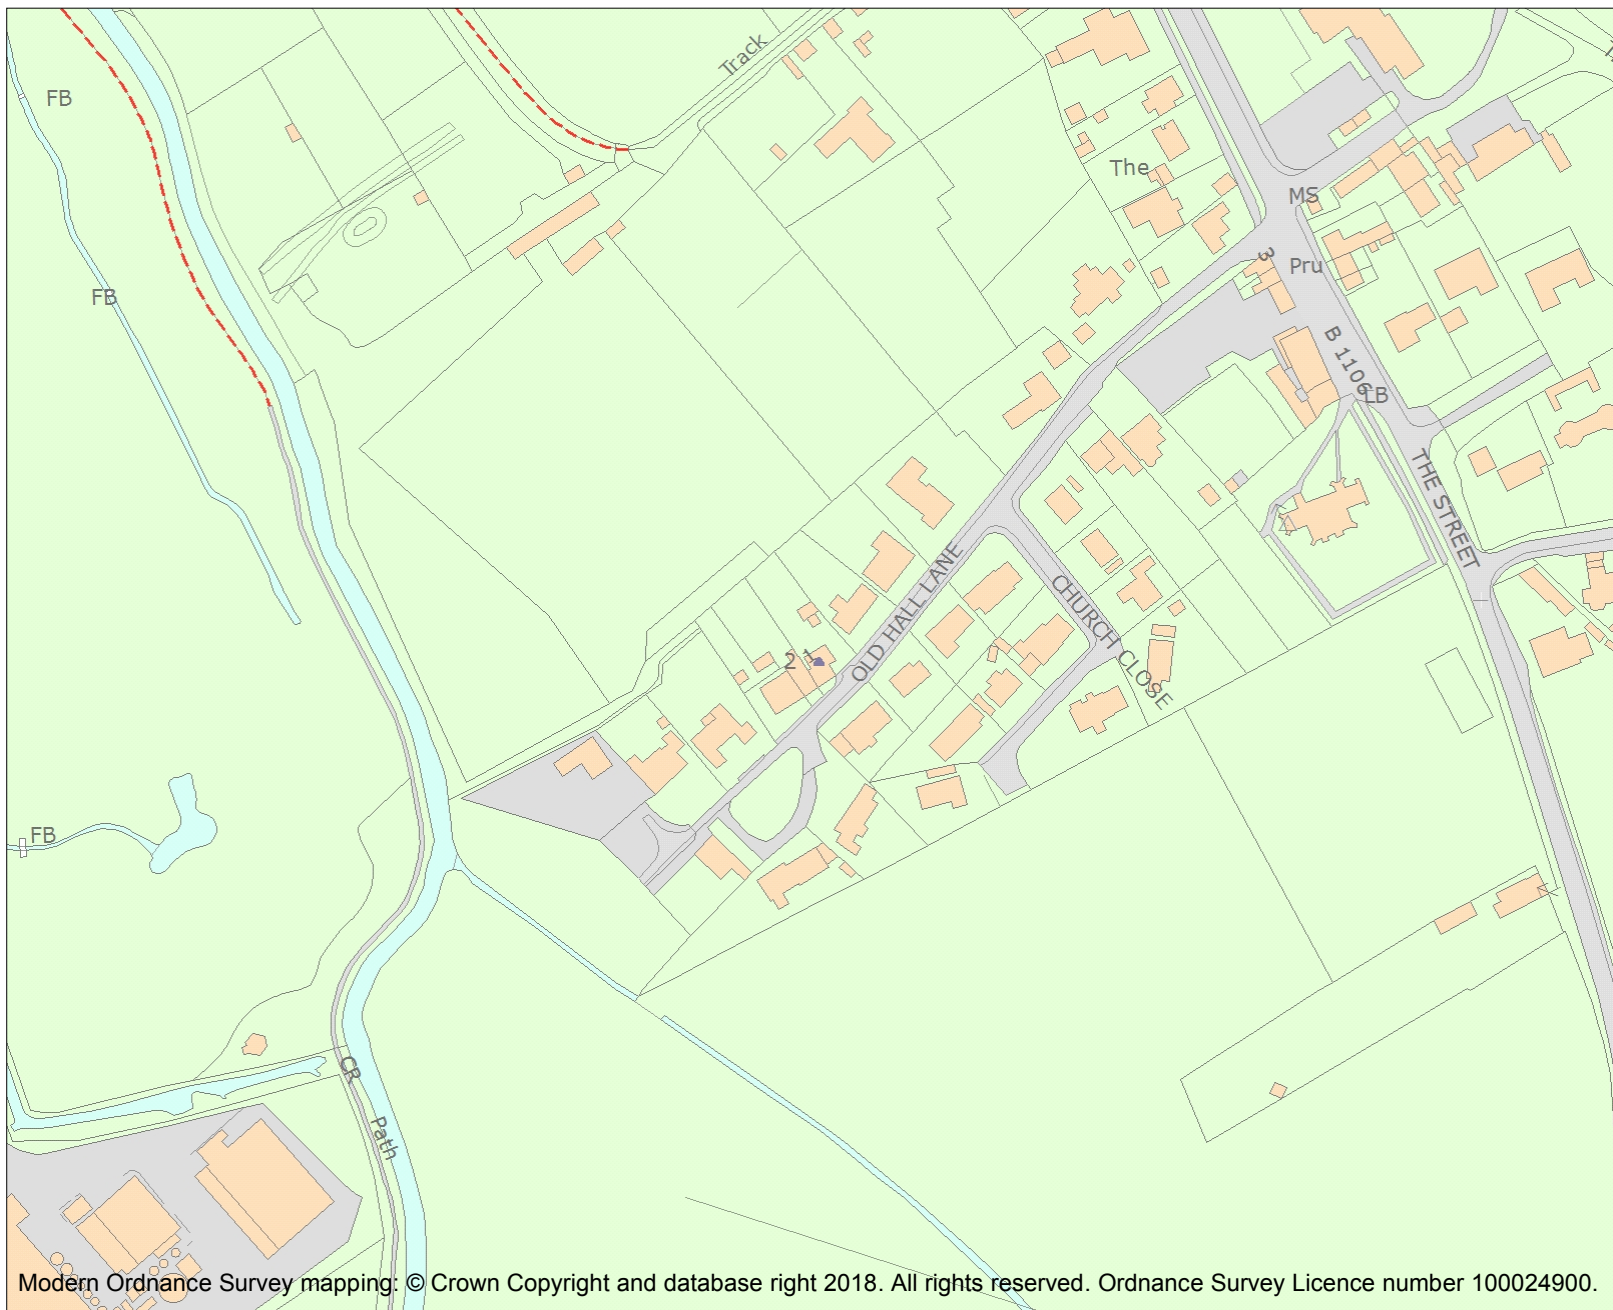 Track
FB
The
MS
3
Pru
FB
B 1106
LB
THE STREET
OLD HALL LANE
CHURCH CLOSE
2
1
FB
CR
Path
Modern Ordnance Survey mapping: © Crown Copyright and database right 2018. All rights reserved. Ordnance Survey Licence number 100024900.